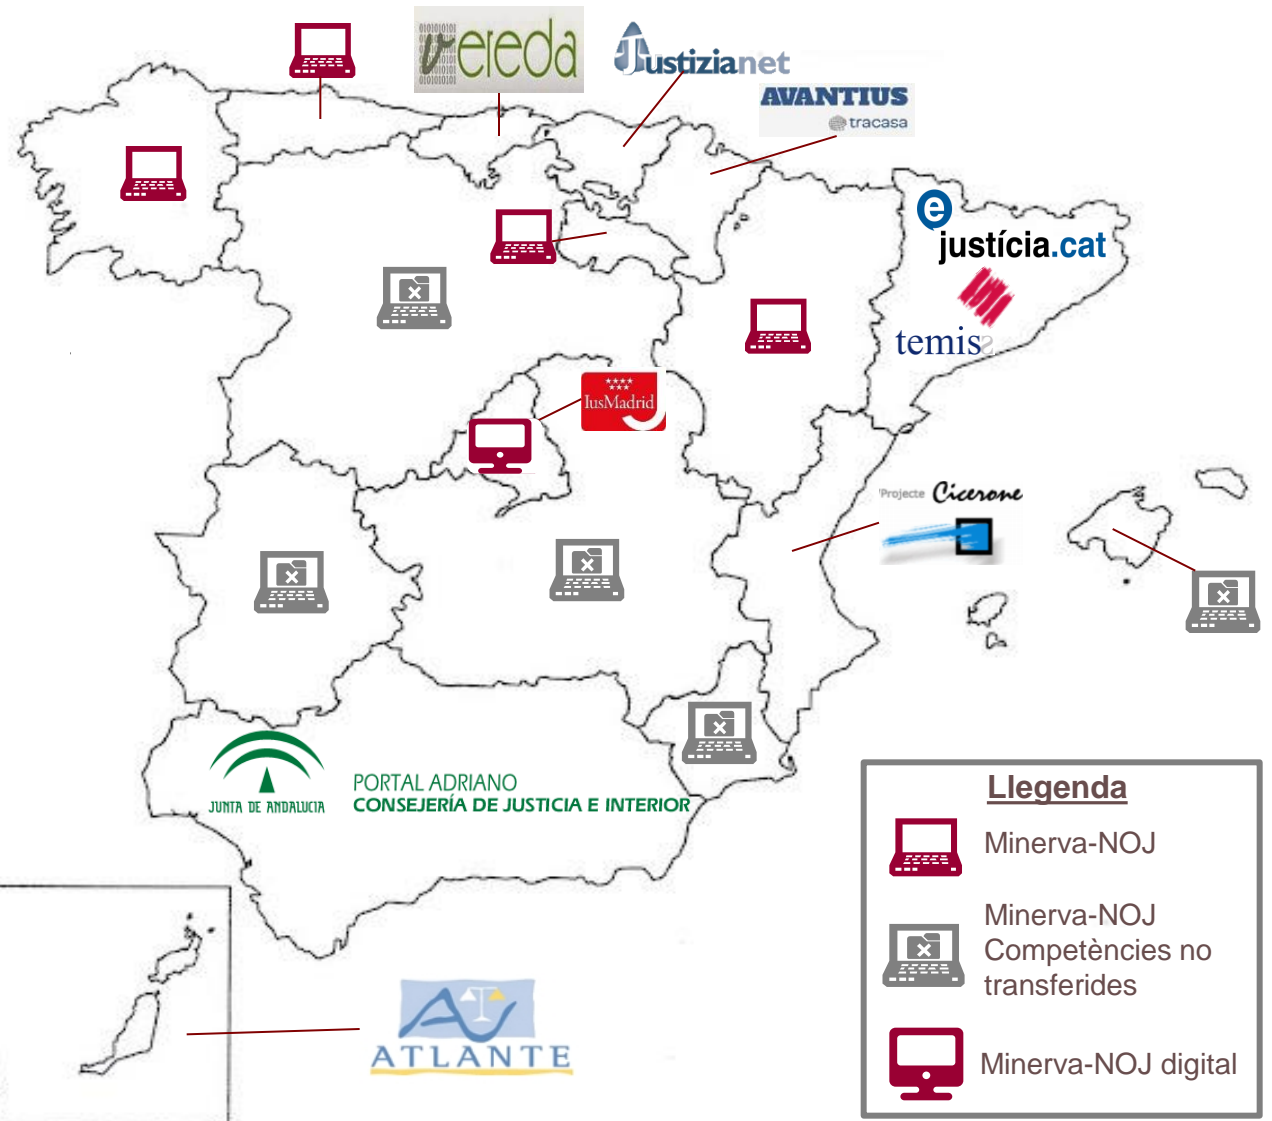 vereda
Justizianet
AVANTIUS
tracasa
e
justícia.cat
temis
IusMadrid
Projecte Cicerone
JUNTA DE ANDALUCIA
PORTAL ADRIANO
CONSEJERÍA DE JUSTICIA E INTERIOR
ATLANTE
Llegenda
Minerva-NOJ
Minerva-NOJ
Competències no
transferides
Minerva-NOJ digital